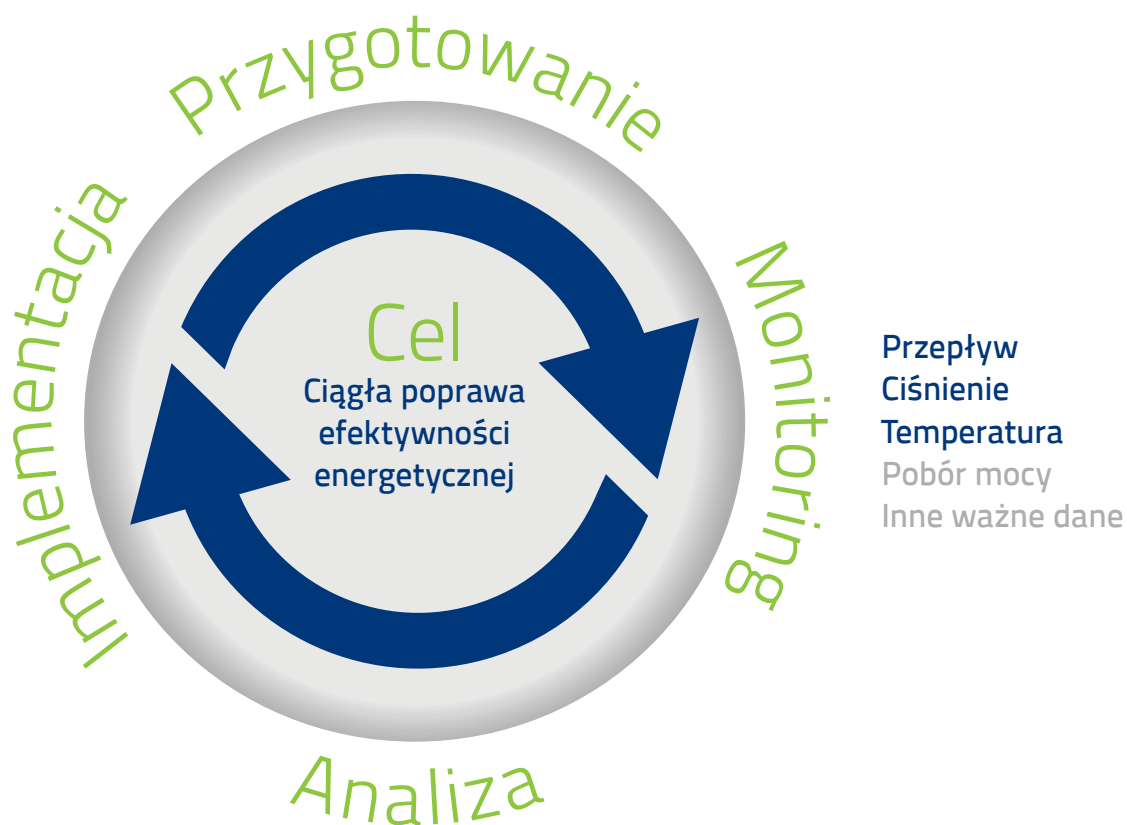 Przygotowanie
Implementacja
Monitoring
Cel
Ciągła poprawa
efektywności
energetycznej
Przepływ
Ciśnienie
Temperatura
Pobór mocy
Inne ważne dane
Analiza